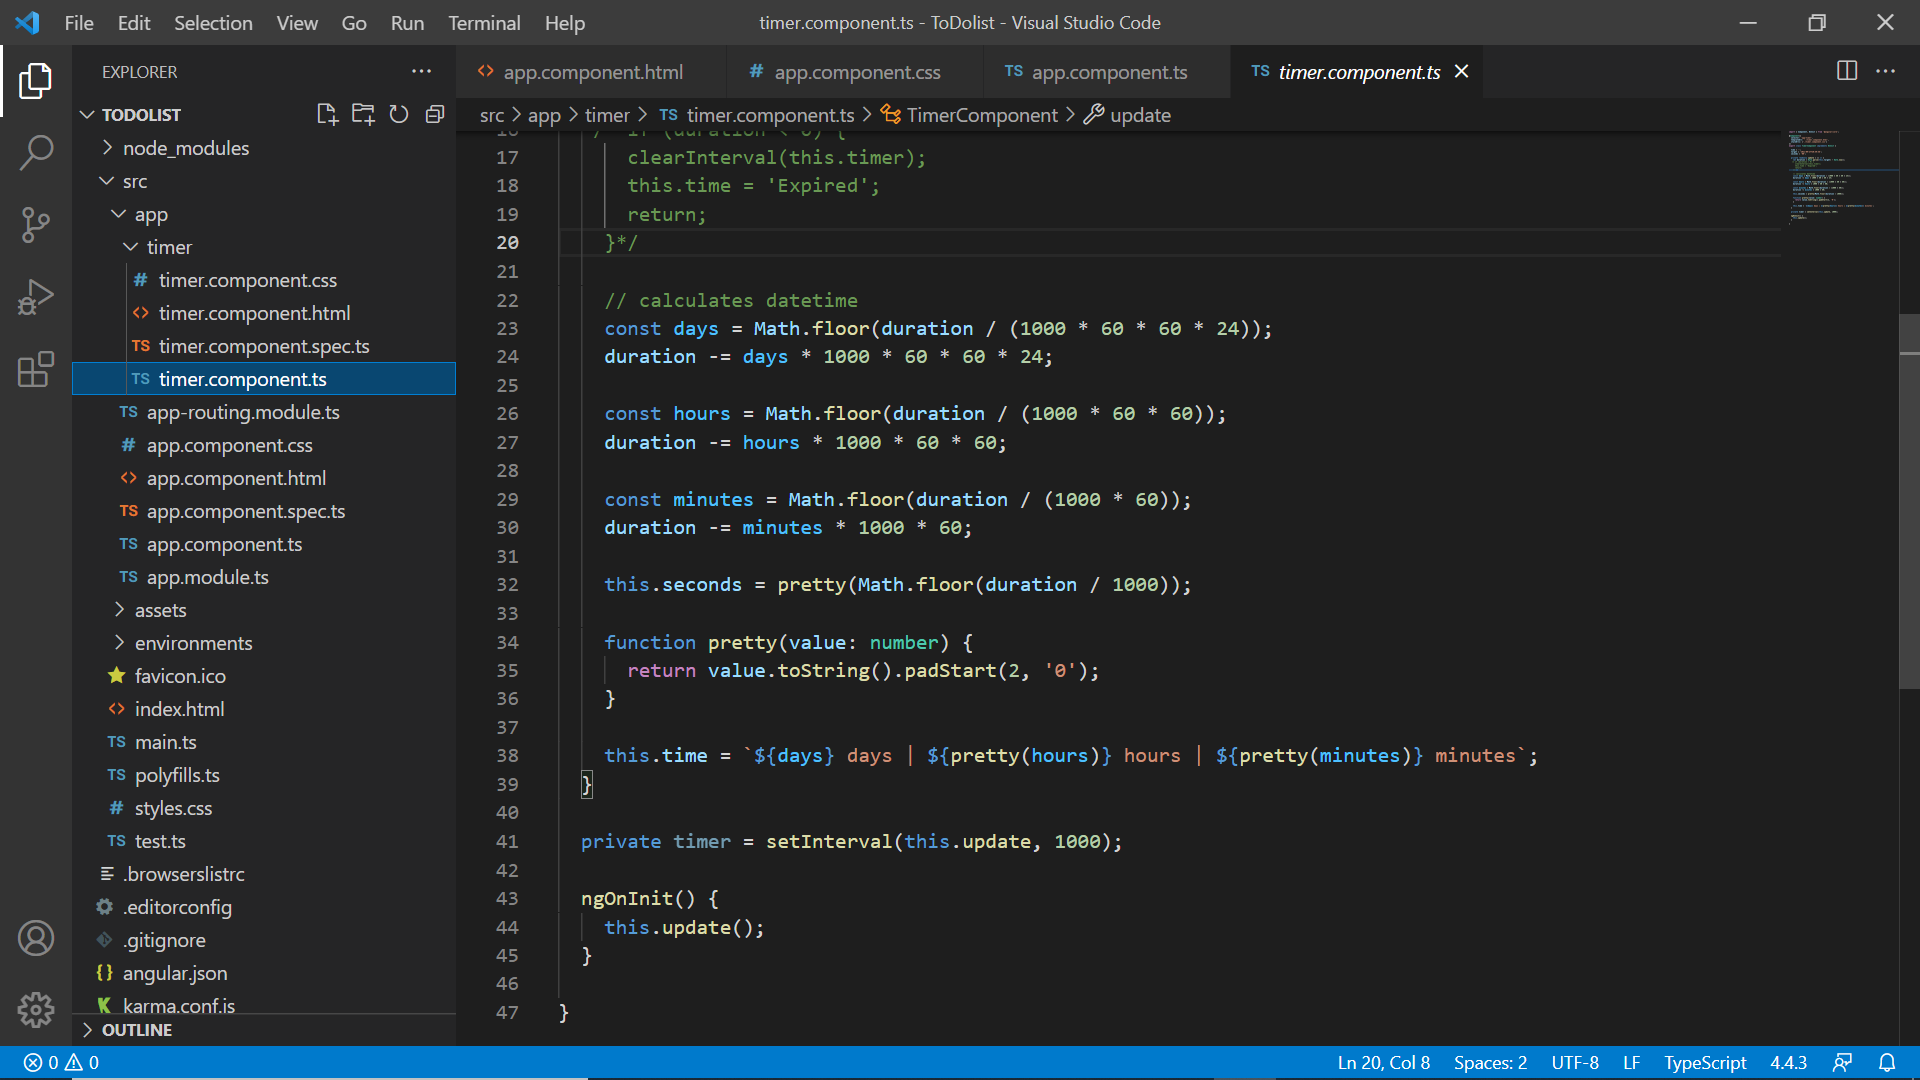 File Edit Selection View Go Run Terminal Help
timer.component.ts - ToDolist - Visual Studio Code
EXPLORER
TODOLIST
node_modules
src
app
timer
timer.component.css
timer.component.html
timer.component.spec.ts
timer.component.ts
app-routing.module.ts
app.component.css
app.component.html
app.component.spec.ts
app.component.ts
app.module.ts
assets
environments
favicon.ico
index.html
main.ts
polyfills.ts
styles.css
test.ts
.browserslistrc
.editorconfig
.gitignore
angular.json
karma.conf.js
OUTLINE
app.component.html
# app.component.css
TS app.component.ts
TS timer.component.ts
src > app > timer > TS timer.component.ts > TimerComponent > update
17 clearInterval(this.timer);
18 this.time = 'Expired';
19 return;
20 }*/
21
22 // calculates datetime
23 const days = Math.floor(duration / (1000 * 60 * 60 * 24));
24 duration -= days * 1000 * 60 * 60 * 24;
25
26 const hours = Math.floor(duration / (1000 * 60 * 60));
27 duration -= hours * 1000 * 60 * 60;
28
29 const minutes = Math.floor(duration / (1000 * 60));
30 duration -= minutes * 1000 * 60;
31
32 this.seconds = pretty(Math.floor(duration / 1000));
33
34 function pretty(value: number) {
35 return value.toString().padStart(2, '0');
36 }
37
38 this.time = `${days} days | ${pretty(hours)} hours | ${pretty(minutes)} minutes`;
39 }
40
41 private timer = setInterval(this.update, 1000);
42
43 ngOnInit() {
44 this.update();
45 }
46
47 }
0 0
Ln 20, Col 8 Spaces: 2 UTF-8 LF TypeScript 4.4.3